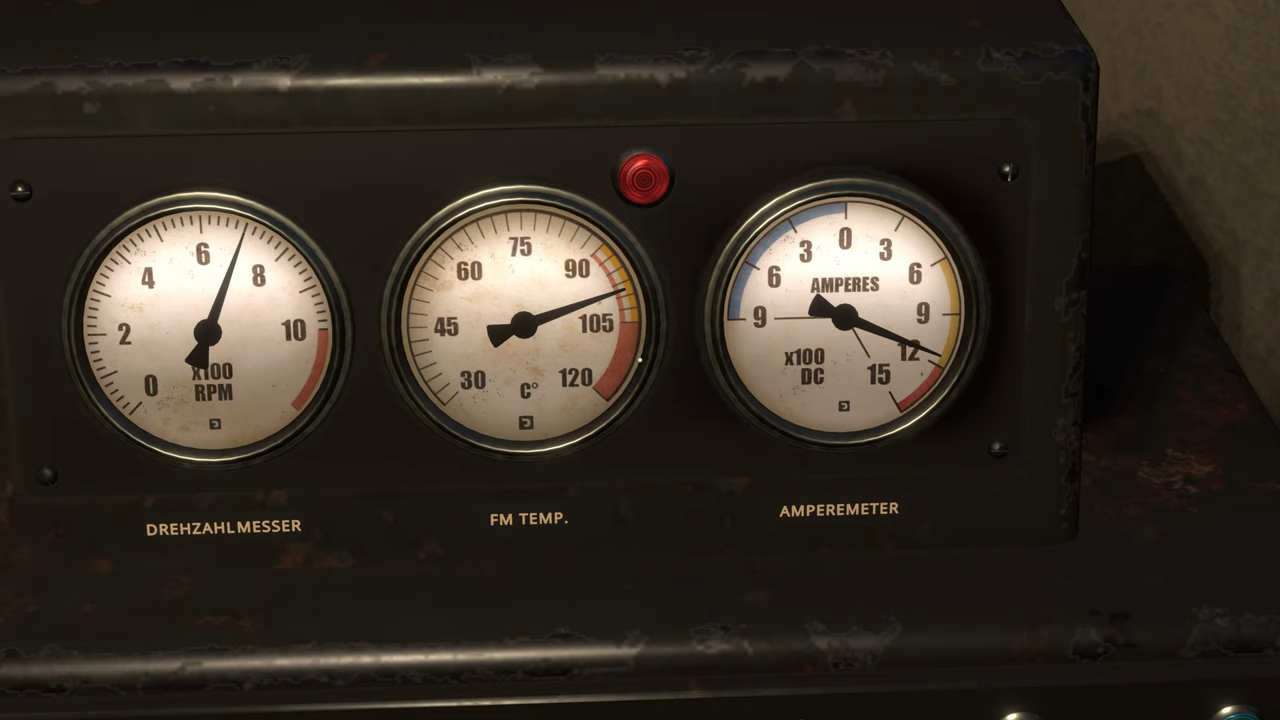 0
2
4
6
8
10
x100
RPM
DREHZAHLMESSER
30
45
60
75
90
105
120
C°
FM TEMP.
9
6
3
0
3
6
9
12
15
AMPERES
x100
DC
AMPEREMETER